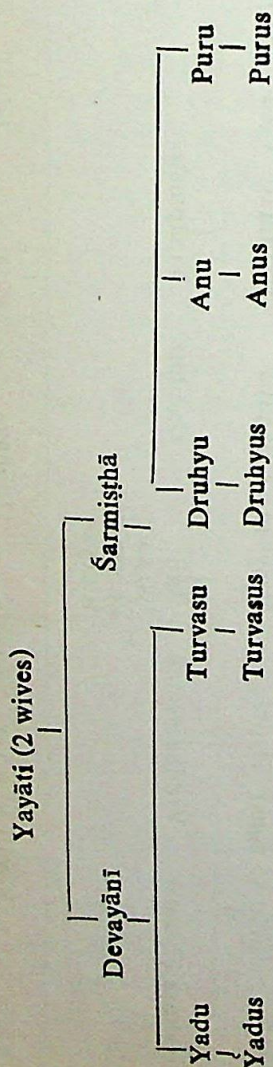 Yayāti (2 wives)
Devayānī Śarmiṣṭhā
Yadu Turvasu Druhyu Anu Puru
Yadus Turvasus Druhyus Anus Purus